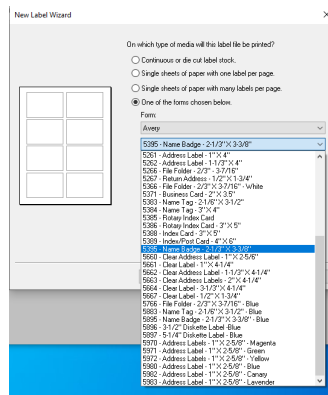 New Label Wizard
On which type of media will this label file be printed?
Continuous or die cut label stock.
Single sheets of paper with one label per page.
Single sheets of paper with many labels per page.
One of the forms chosen below.
Form:
Avery
5395 - Name Badge - 2-1/3" X 3-3/8"
5261 - Address Label - 1" X 4"
5262 - Address Label - 1-1/3" X 4"
5266 - File Folder - 2/3" - 3-7/16"
5267 - Return Address - 1/2" X 1-3/4"
5366 - File Folder - 2/3" X 3-7/16" - White
5371 - Business Card - 2" X 3.5"
5383 - Name Tag - 2-1/6" X 3-1/2"
5384 - Name Tag - 3" X 4"
5385 - Rotary Index Card
5386 - Rotary Index Card - 3" X 5"
5388 - Index Card - 3" X 5"
5389 - Index/Post Card - 4" X 6"
5395 - Name Badge - 2-1/3" X 3-3/8"
5660 - Clear Address Label - 1" X 2-5/6"
5661 - Clear Label - 1" X 4-1/4"
5662 - Clear Address Label - 1-1/3" X 4-1/4"
5663 - Clear Address Labels - 2" X 4-1/4"
5664 - Clear Label - 3-1/3" X 4-1/4"
5667 - Clear Label - 1/2" X 1-3/4"
5766 - File Folder - 2/3" X 3-7/16" - Blue
5883 - Name Tag - 2-1/6" X 3-1/2" - Blue
5895 - Name Badge - 2-1/3" X 3-3/8" - Blue
5896 - 3-1/2" Diskette Label -Blue
5897 - 5-1/4" Diskette Label - Blue
5970 - Address Labels - 1" X 2-5/8" - Magenta
5971 - Address Labels - 1" X 2-5/8" - Green
5972 - Address Labels - 1" X 2-5/8" - Yellow
5980 - Address Labels - 1" X 2-5/8" - Blue
5982 - Address Labels - 1" X 2-5/8" - Canary
5983 - Address Labels - 1" X 2-5/8" - Lavender